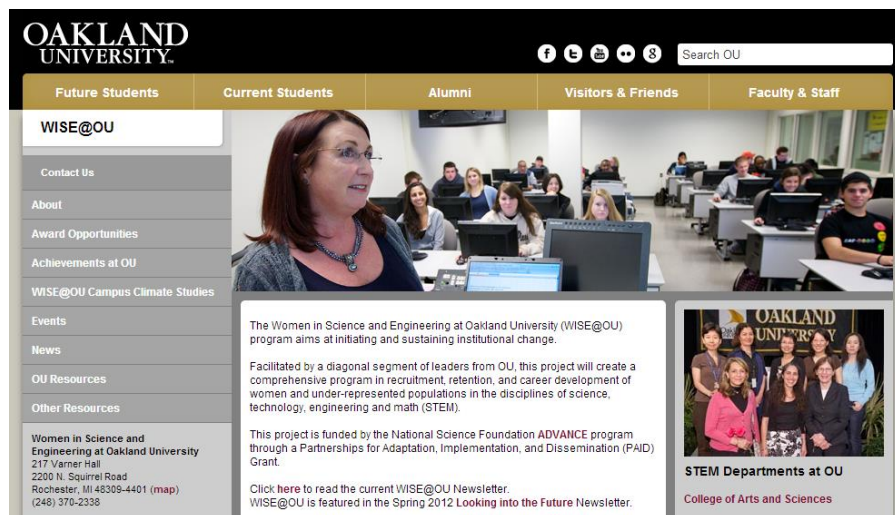 OAKLAND
UNIVERSITY™
Search OU
Future Students
Current Students
Alumni
Visitors & Friends
Faculty & Staff
WISE@OU
Contact Us
About
Award Opportunities
Achievements at OU
WISE@OU Campus Climate Studies
Events
News
OU Resources
Other Resources
Women in Science and
Engineering at Oakland University
217 Varner Hall
2200 N. Squirrel Road
Rochester, MI 48309-4401 (map)
(248) 370-2338
The Women in Science and Engineering at Oakland University (WISE@OU)
program aims at initiating and sustaining institutional change.
Facilitated by a diagonal segment of leaders from OU, this project will create a
comprehensive program in recruitment, retention, and career development of
women and under-represented populations in the disciplines of science,
technology, engineering and math (STEM).
This project is funded by the National Science Foundation ADVANCE program
through a Partnerships for Adaptation, Implementation, and Dissemination (PAID)
Grant.
Click here to read the current WISE@OU Newsletter.
WISE@OU is featured in the Spring 2012 Looking into the Future Newsletter.
OAKLAND
UNIVERSITY
STEM Departments at OU
College of Arts and Sciences